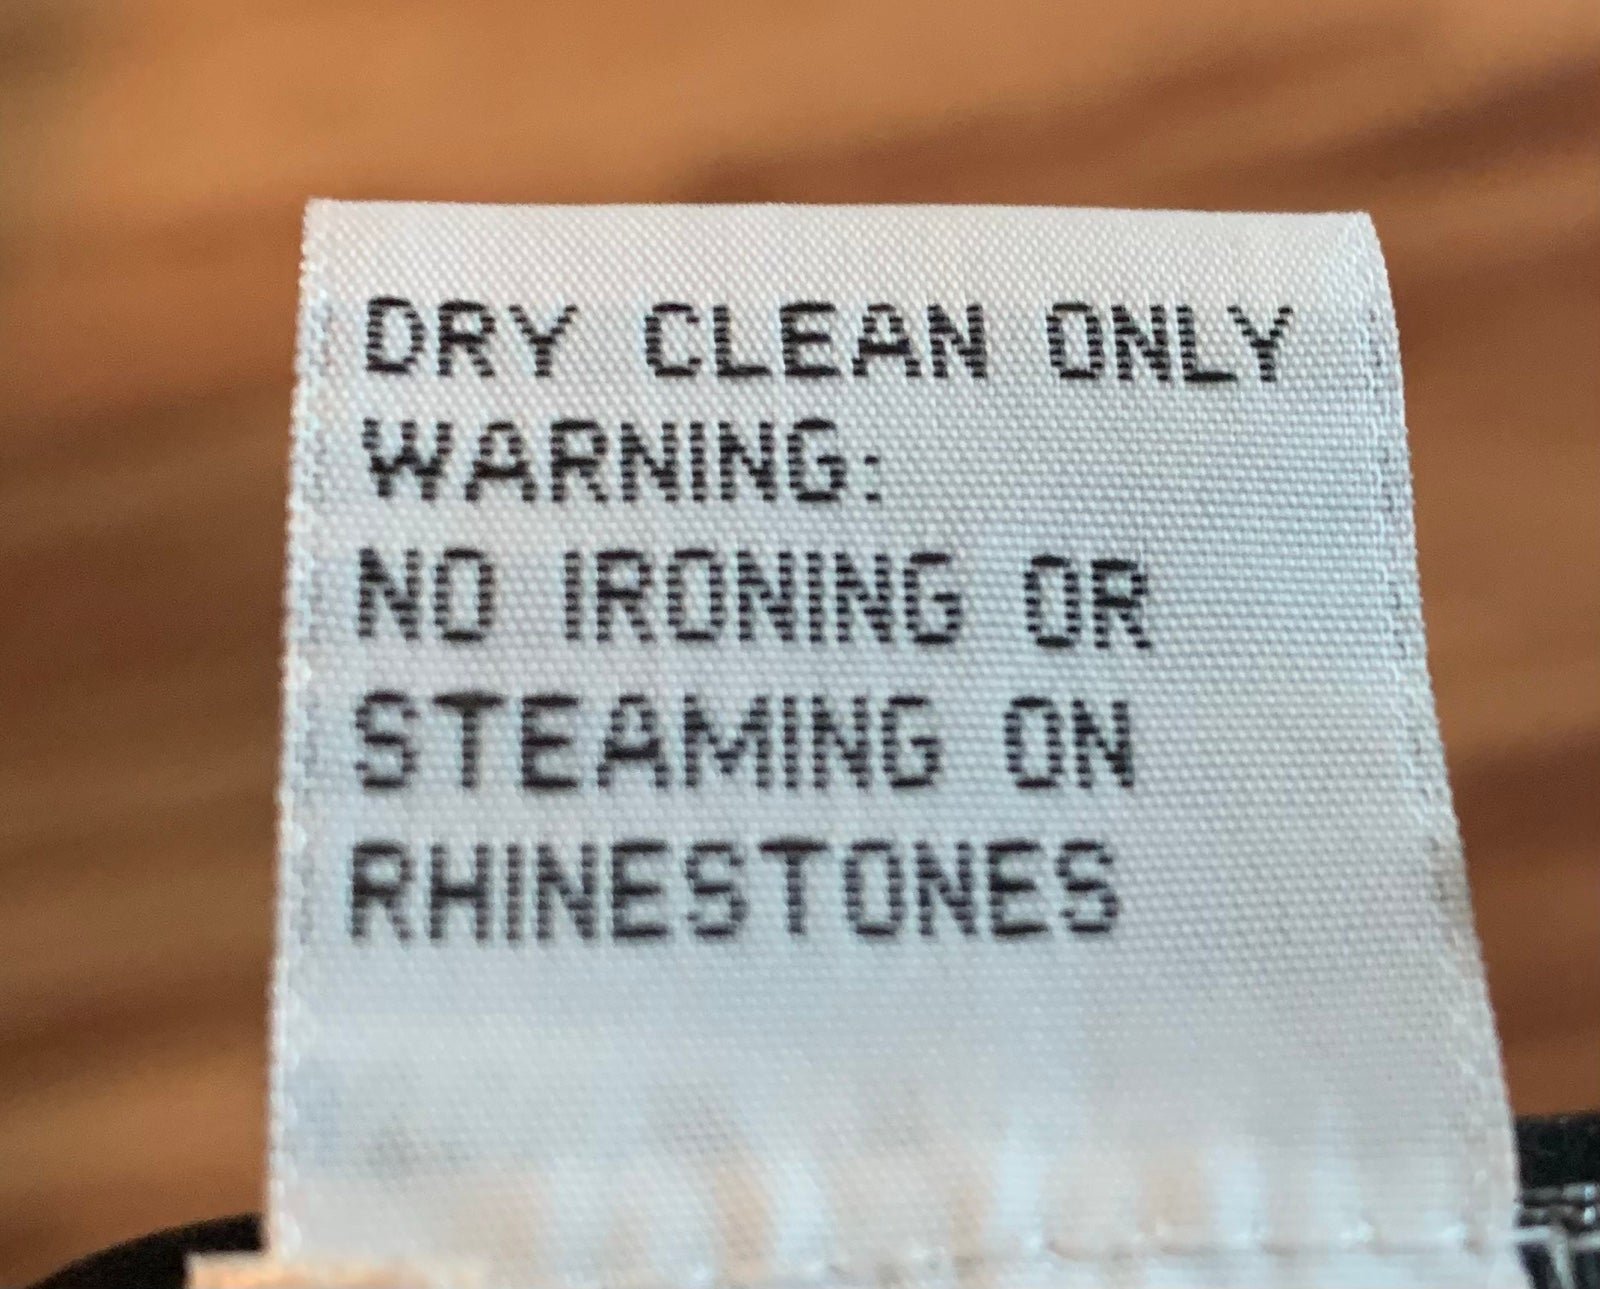 DRY CLEAN ONLY
WARNING:
NO IRONING OR
STEAMING ON
RHINESTONES